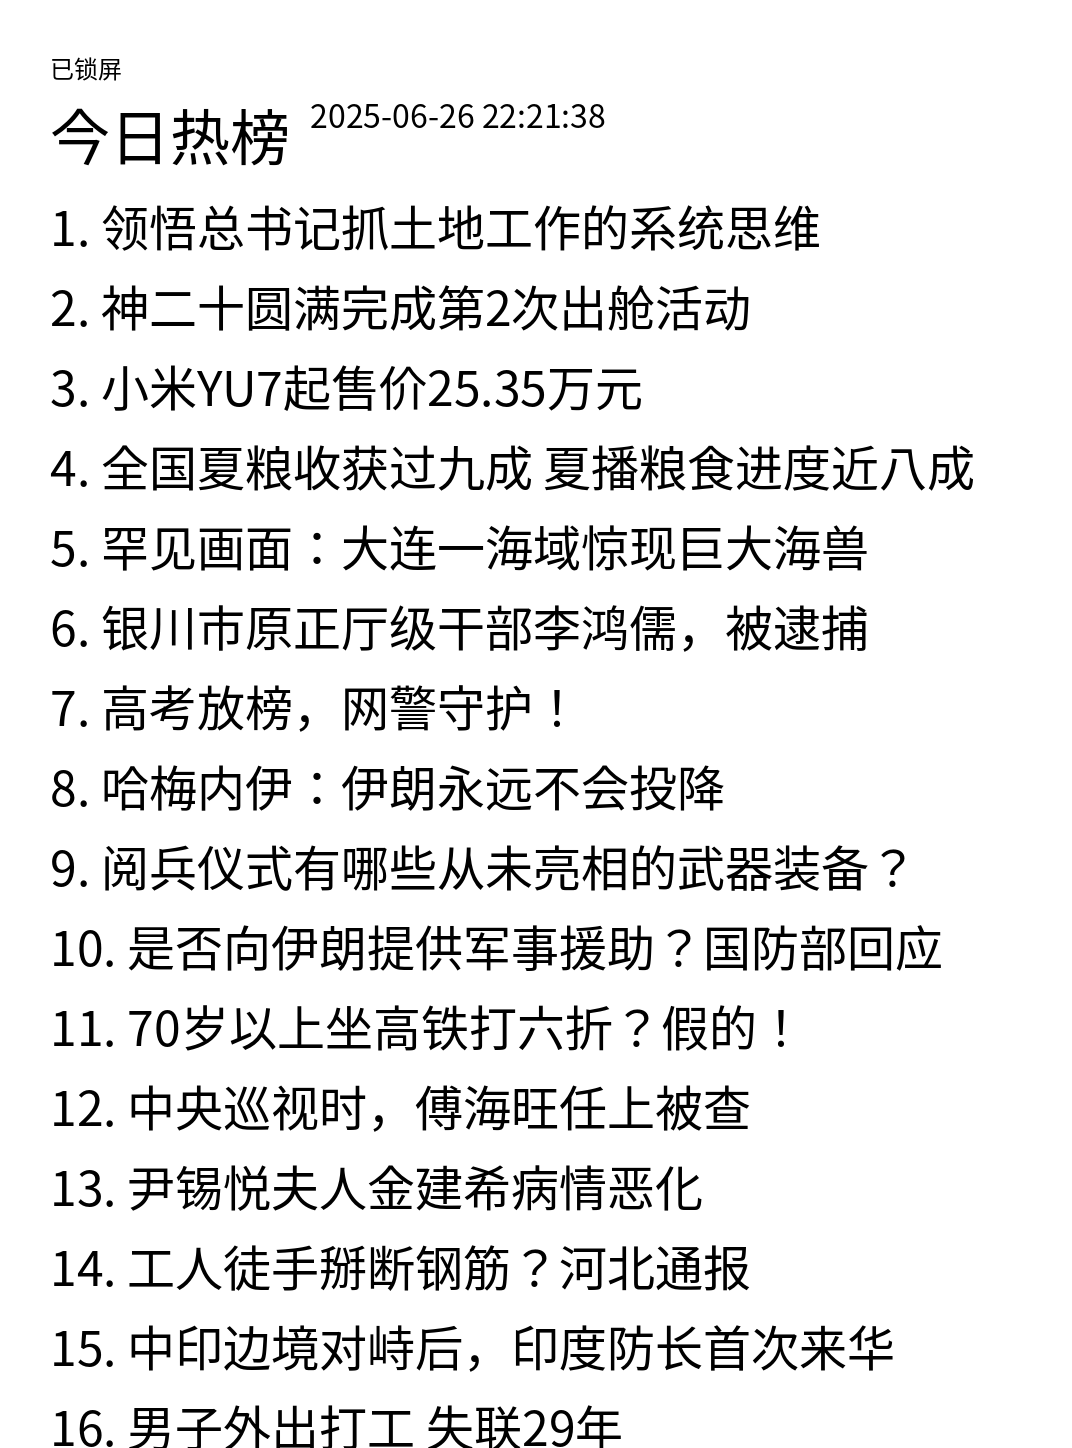 已锁屏
今日热榜 2025-06-26 22:21:38
1. 领悟总书记抓土地工作的系统思维
2. 神二十圆满完成第2次出舱活动
3. 小米YU7起售价25.35万元
4. 全国夏粮收获过九成 夏播粮食进度近八成
5. 罕见画面：大连一海域惊现巨大海兽
6. 银川市原正厅级干部李鸿儒，被逮捕
7. 高考放榜，网警守护！
8. 哈梅内伊：伊朗永远不会投降
9. 阅兵仪式有哪些从未亮相的武器装备？
10. 是否向伊朗提供军事援助？国防部回应
11. 70岁以上坐高铁打六折？假的！
12. 中央巡视时，傅海旺任上被查
13. 尹锡悦夫人金建希病情恶化
14. 工人徒手掰断钢筋？河北通报
15. 中印边境对峙后，印度防长首次来华
16. 男子外出打工 失联29年